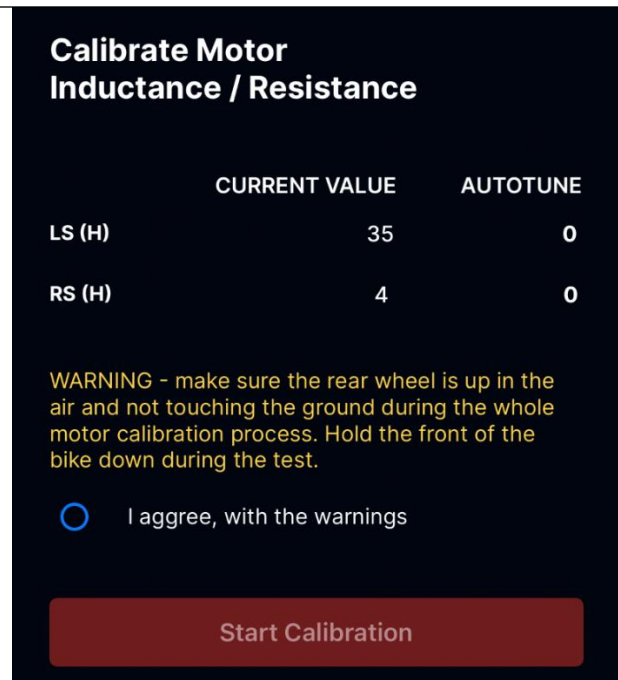 Calibrate Motor
Inductance / Resistance
CURRENT VALUE AUTOTUNE
LS (H) 35 0
RS (H) 4 0
WARNING - make sure the rear wheel is up in the
air and not touching the ground during the whole
motor calibration process. Hold the front of the
bike down during the test.
I aggree, with the warnings
Start Calibration